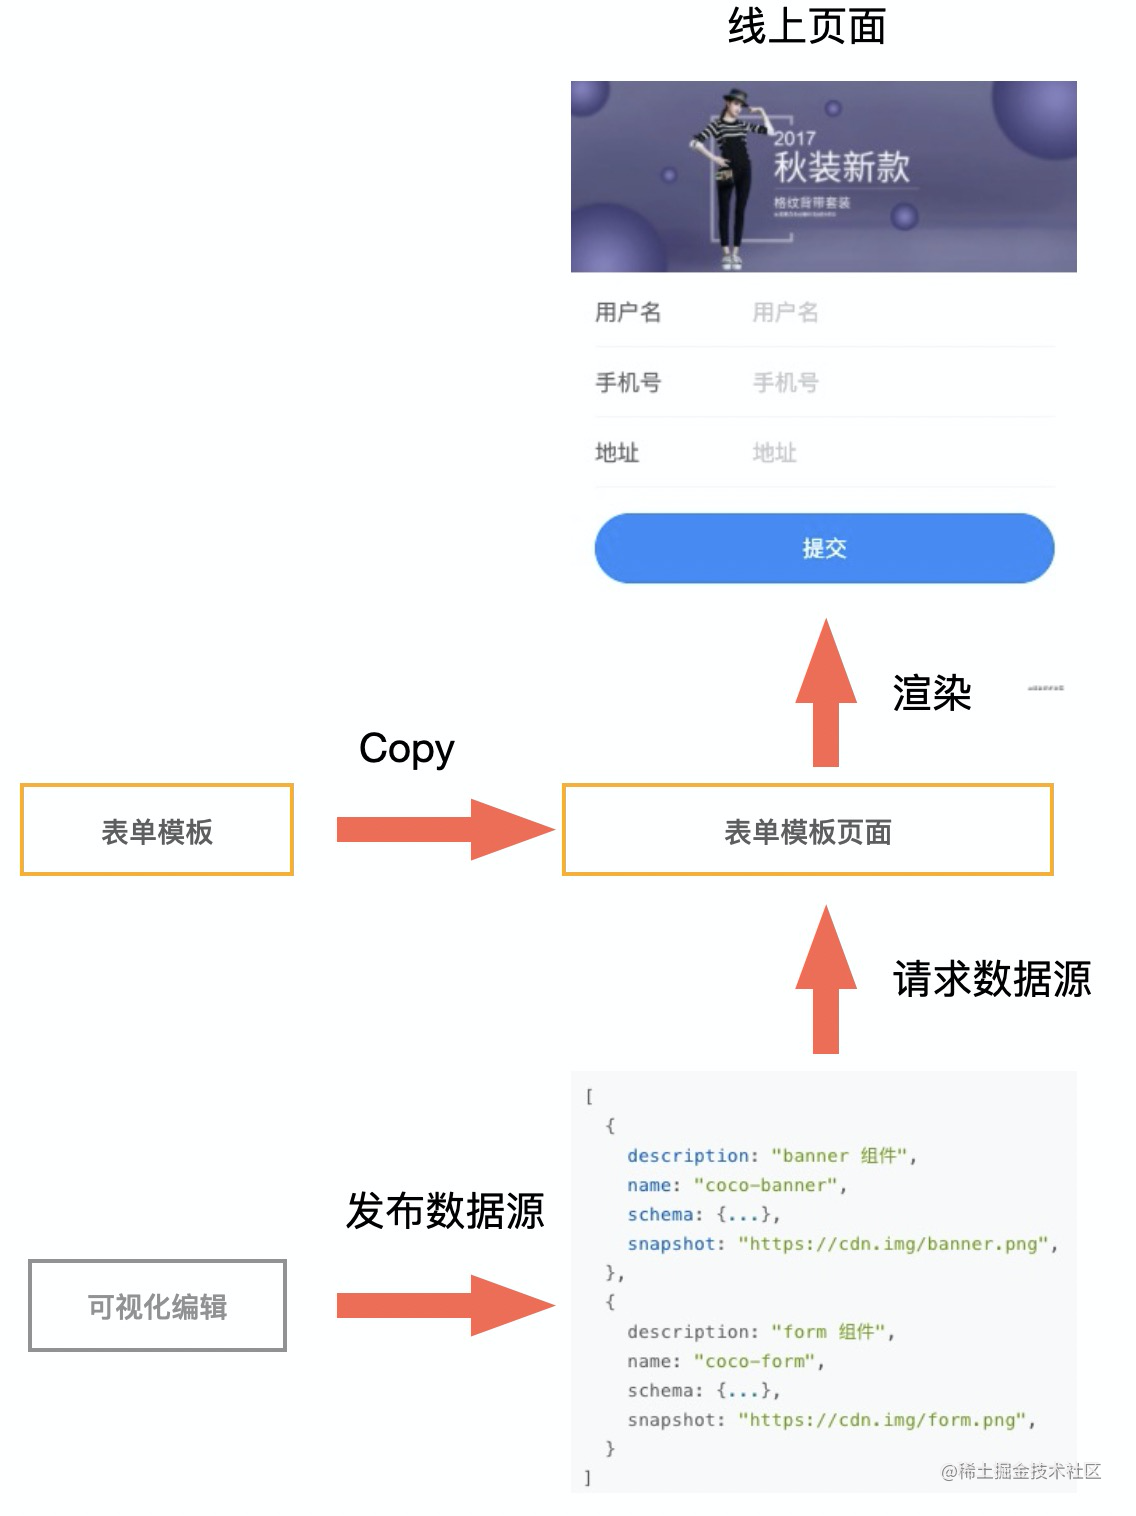 线上页面
2017
秋装新款
格纹背带套装
用户名 用户名
手机号 手机号
地址 地址
提交
渲染
Copy
表单模板
表单模板页面
请求数据源
[
{
description: "banner 组件",
name: "coco-banner",
schema: {...},
snapshot: "https://cdn.img/banner.png",
},
{
description: "form 组件",
name: "coco-form",
schema: {...},
snapshot: "https://cdn.img/form.png",
}
]
发布数据源
可视化编辑
@稀土掘金技术社区